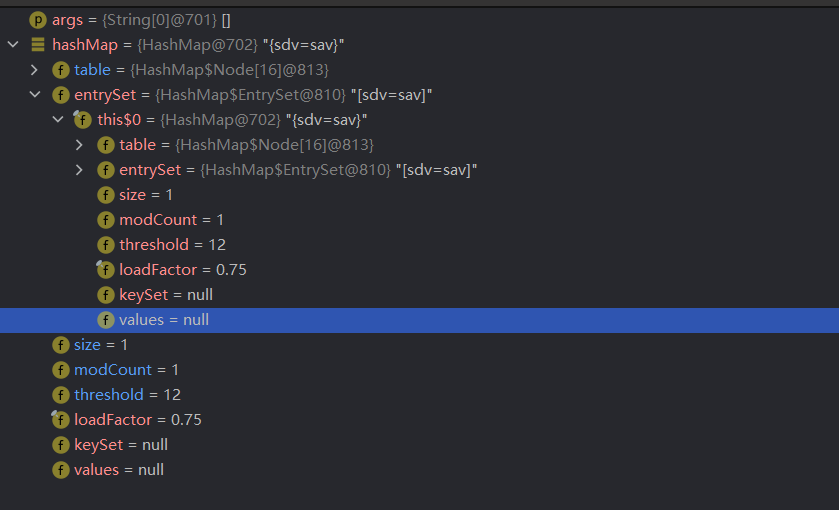 p args = {String[0]@701} []
hashMap = {HashMap@702} "{sdv=sav}"
f table = {HashMap$Node[16]@813}
f entrySet = {HashMap$EntrySet@810} "[sdv=sav]"
f this$0 = {HashMap@702} "{sdv=sav}"
f table = {HashMap$Node[16]@813}
f entrySet = {HashMap$EntrySet@810} "[sdv=sav]"
f size = 1
f modCount = 1
f threshold = 12
f loadFactor = 0.75
f keySet = null
f values = null
f size = 1
f modCount = 1
f threshold = 12
f loadFactor = 0.75
f keySet = null
f values = null